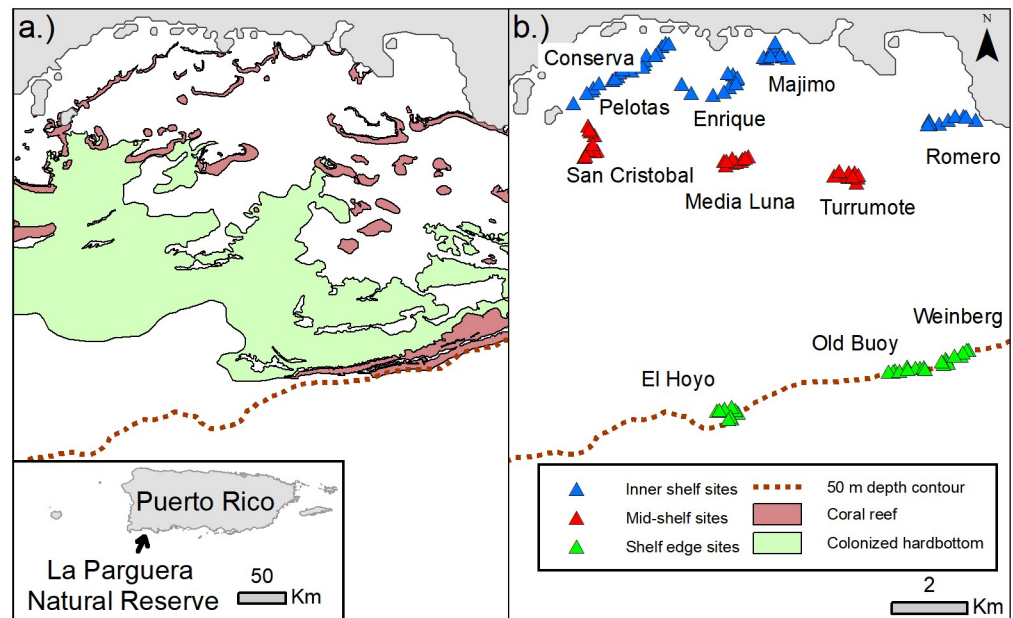 a.)
Puerto Rico
La Parguera
Natural Reserve
50
Km
b.)
N
Conserva
Pelotas
Enrique
Majimo
Romero
San Cristobal
Media Luna
Turrumote
Weinberg
Old Buoy
El Hoyo
Inner shelf sites
Mid-shelf sites
Shelf edge sites
50 m depth contour
Coral reef
Colonized hardbottom
2
Km